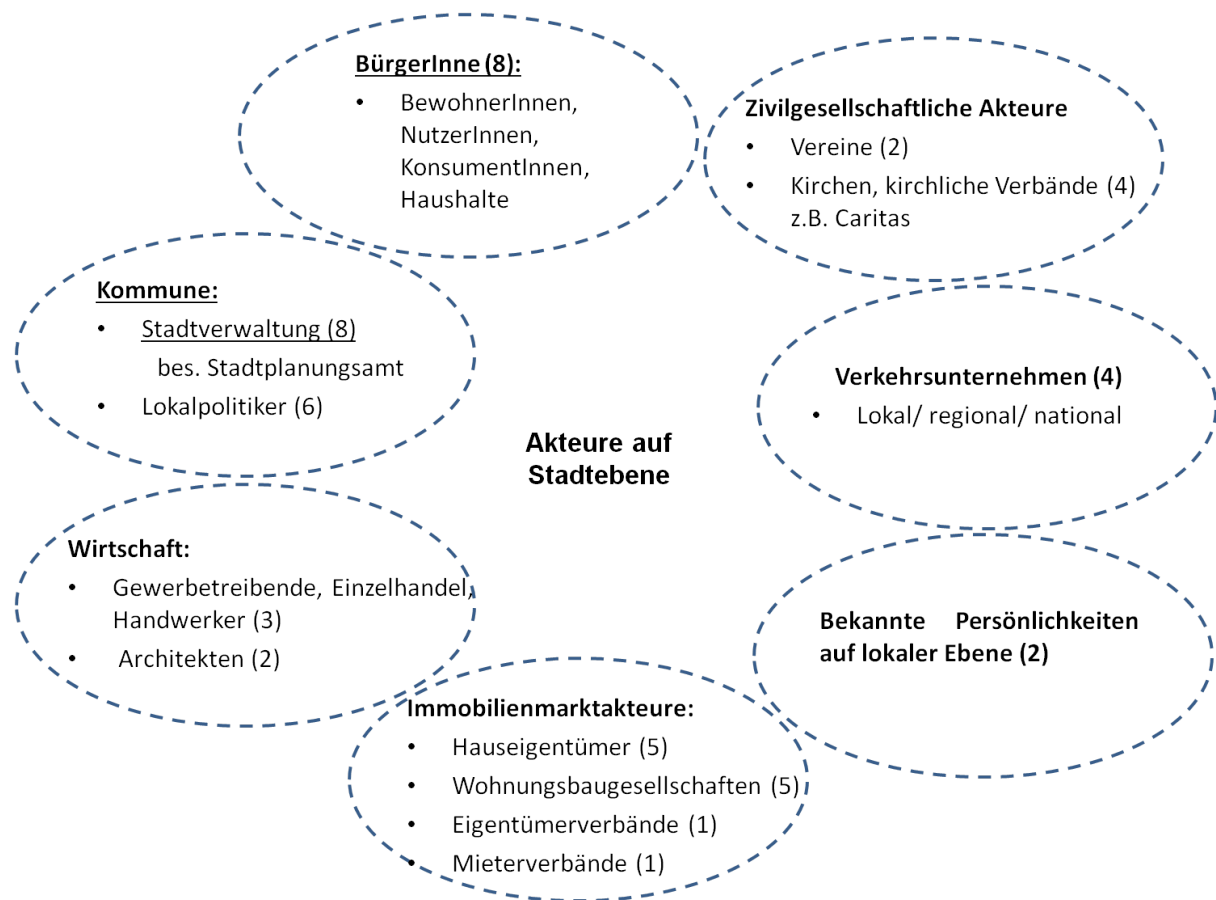 BürgerInne (8):
• BewohnerInnen,
NutzerInnen,
KonsumentInnen,
Haushalte
Zivilgesellschaftliche Akteure
• Vereine (2)
• Kirchen, kirchliche Verbände (4)
z.B. Caritas
Kommune:
• Stadtverwaltung (8)
bes. Stadtplanungsamt
• Lokalpolitiker (6)
Verkehrsunternehmen (4)
• Lokal/ regional/ national
Akteure auf
Stadtebene
Wirtschaft:
• Gewerbetreibende, Einzelhandel,
Handwerker (3)
• Architekten (2)
Bekannte Persönlichkeiten
auf lokaler Ebene (2)
Immobilienmarktakteure:
• Hauseigentümer (5)
• Wohnungsbaugesellschaften (5)
• Eigentümerverbände (1)
• Mieterverbände (1)